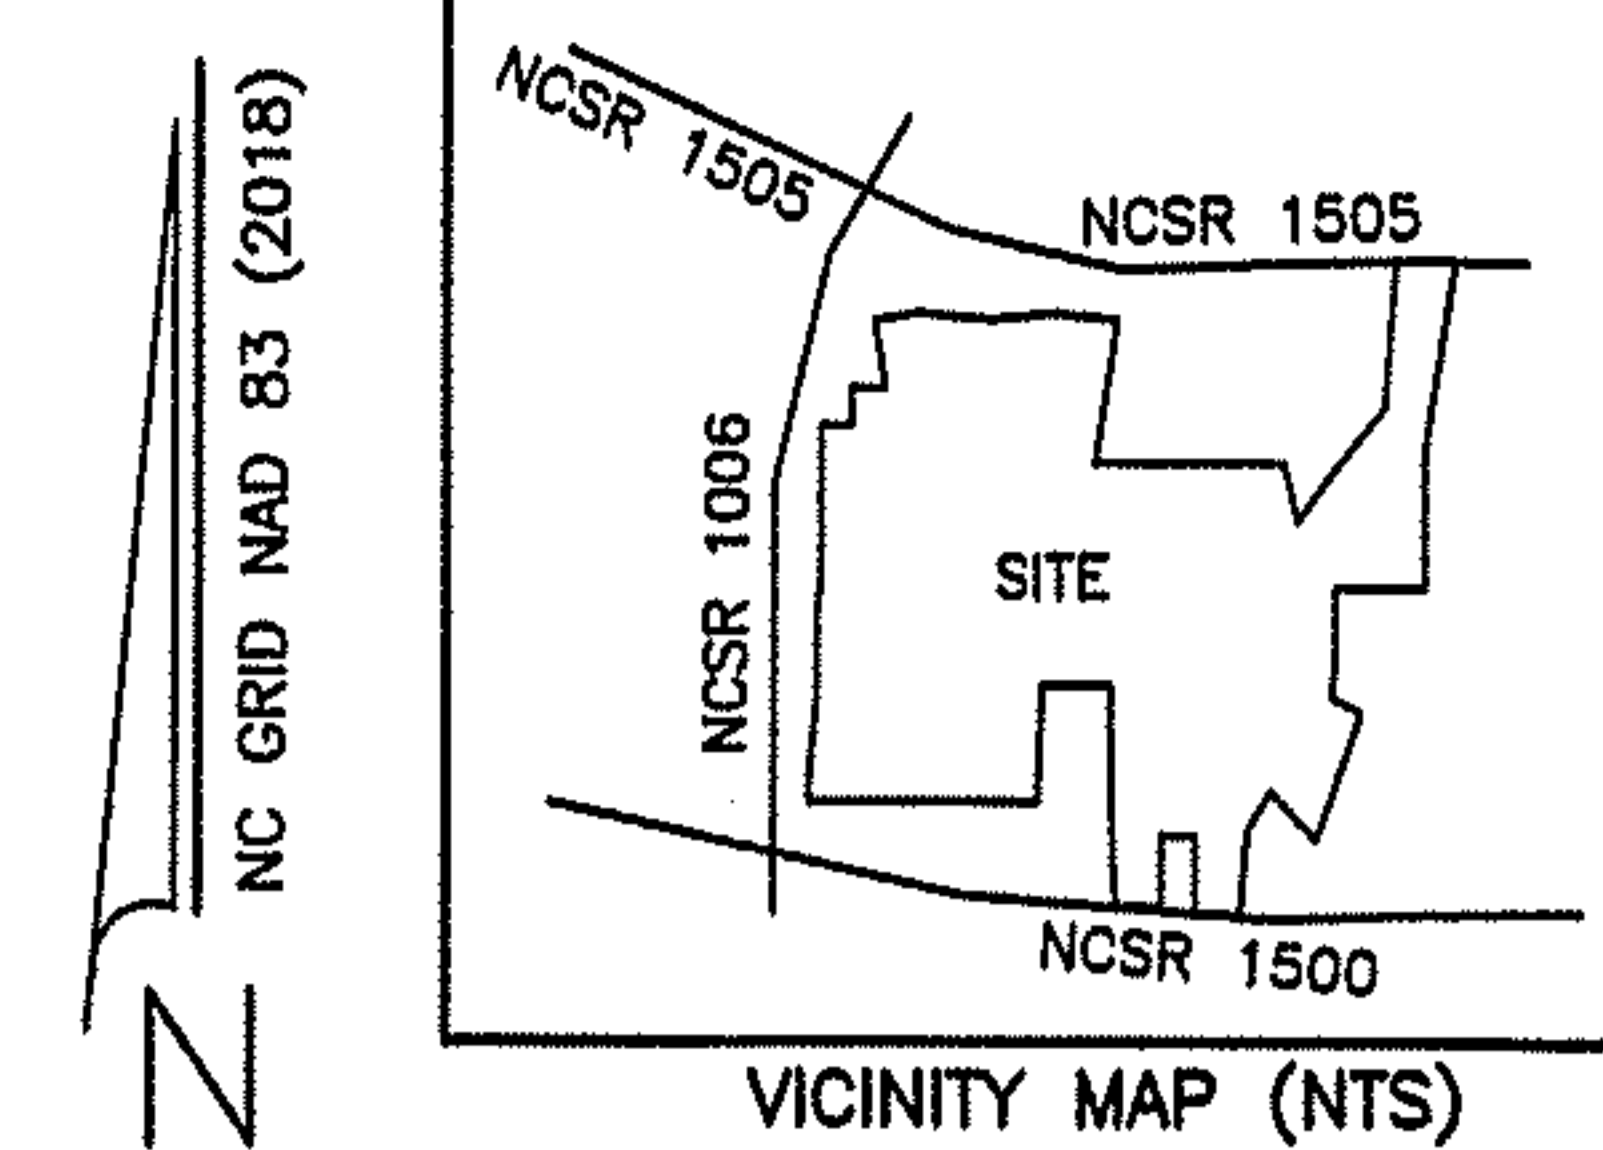 NC GRID NAD 83 (2018)
N
NCSR 1505
NCSR 1505
NCSR 1006
SITE
NCSR 1500
VICINITY MAP (NTS)